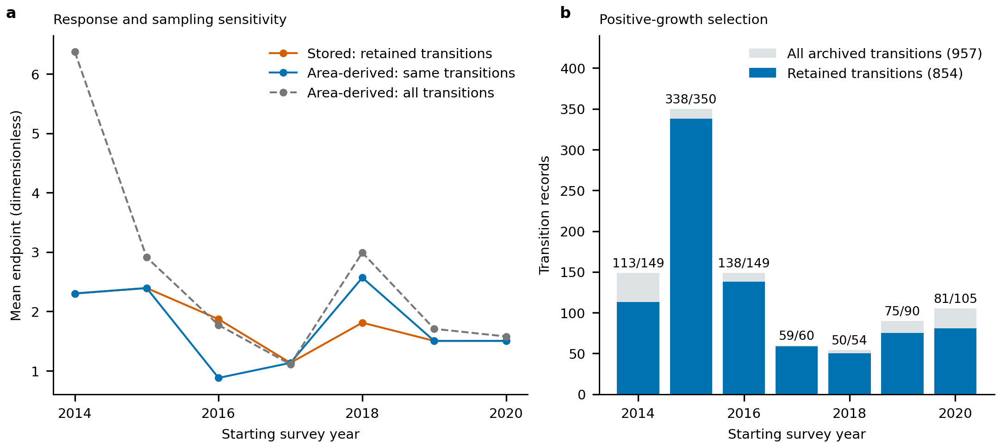 a
Response and sampling sensitivity
Stored: retained transitions
Area-derived: same transitions
Area-derived: all transitions
Mean endpoint (dimensionless)
6
5
4
3
2
1
2014
2016
2018
2020
Starting survey year
b
Positive-growth selection
All archived transitions (957)
Retained transitions (854)
Transition records
400
350
300
250
200
150
100
50
0
113/149
338/350
138/149
59/60
50/54
75/90
81/105
2014
2016
2018
2020
Starting survey year